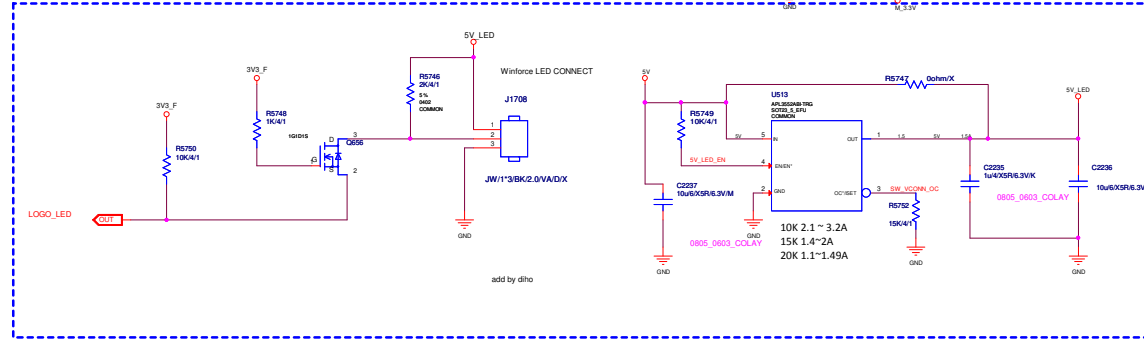 GND
M_3.3V
5V_LED
Winforce LED CONNECT
3V3_F
R5746
2K/4/1
5 %
0402
COMMON
J1708
1
2
3
JW/1*3/BK/2.0/VA/D/X
3V3_F
R5748
1K/4/1
1G1D1S
D
3
Q656
G
S
2
R5750
10K/4/1
LOGO_LED
OUT
GND
add by diho
5V
R5747
0ohm/X
U513
APL3552ABI-TRG
SOT23_5_EFU
COMMON
R5749
10K/4/1
5V
5
IN
OUT
1
1.5
5V
1.5A
5V_LED
5V_LED_EN
4
EN/EN*
2
GND
OC*/ISET
3
SW_VCONN_OC
C2237
10u/6/X5R/6.3V/M
0805_0603_COLAY
GND
GND
R5752
15K/4/1
GND
10K 2.1 ~ 3.2A
15K 1.4~2A
20K 1.1~1.49A
C2235
1u/4/X5R/6.3V/K
0805_0603_COLAY
C2236
10u/6/X5R/6.3V
GND